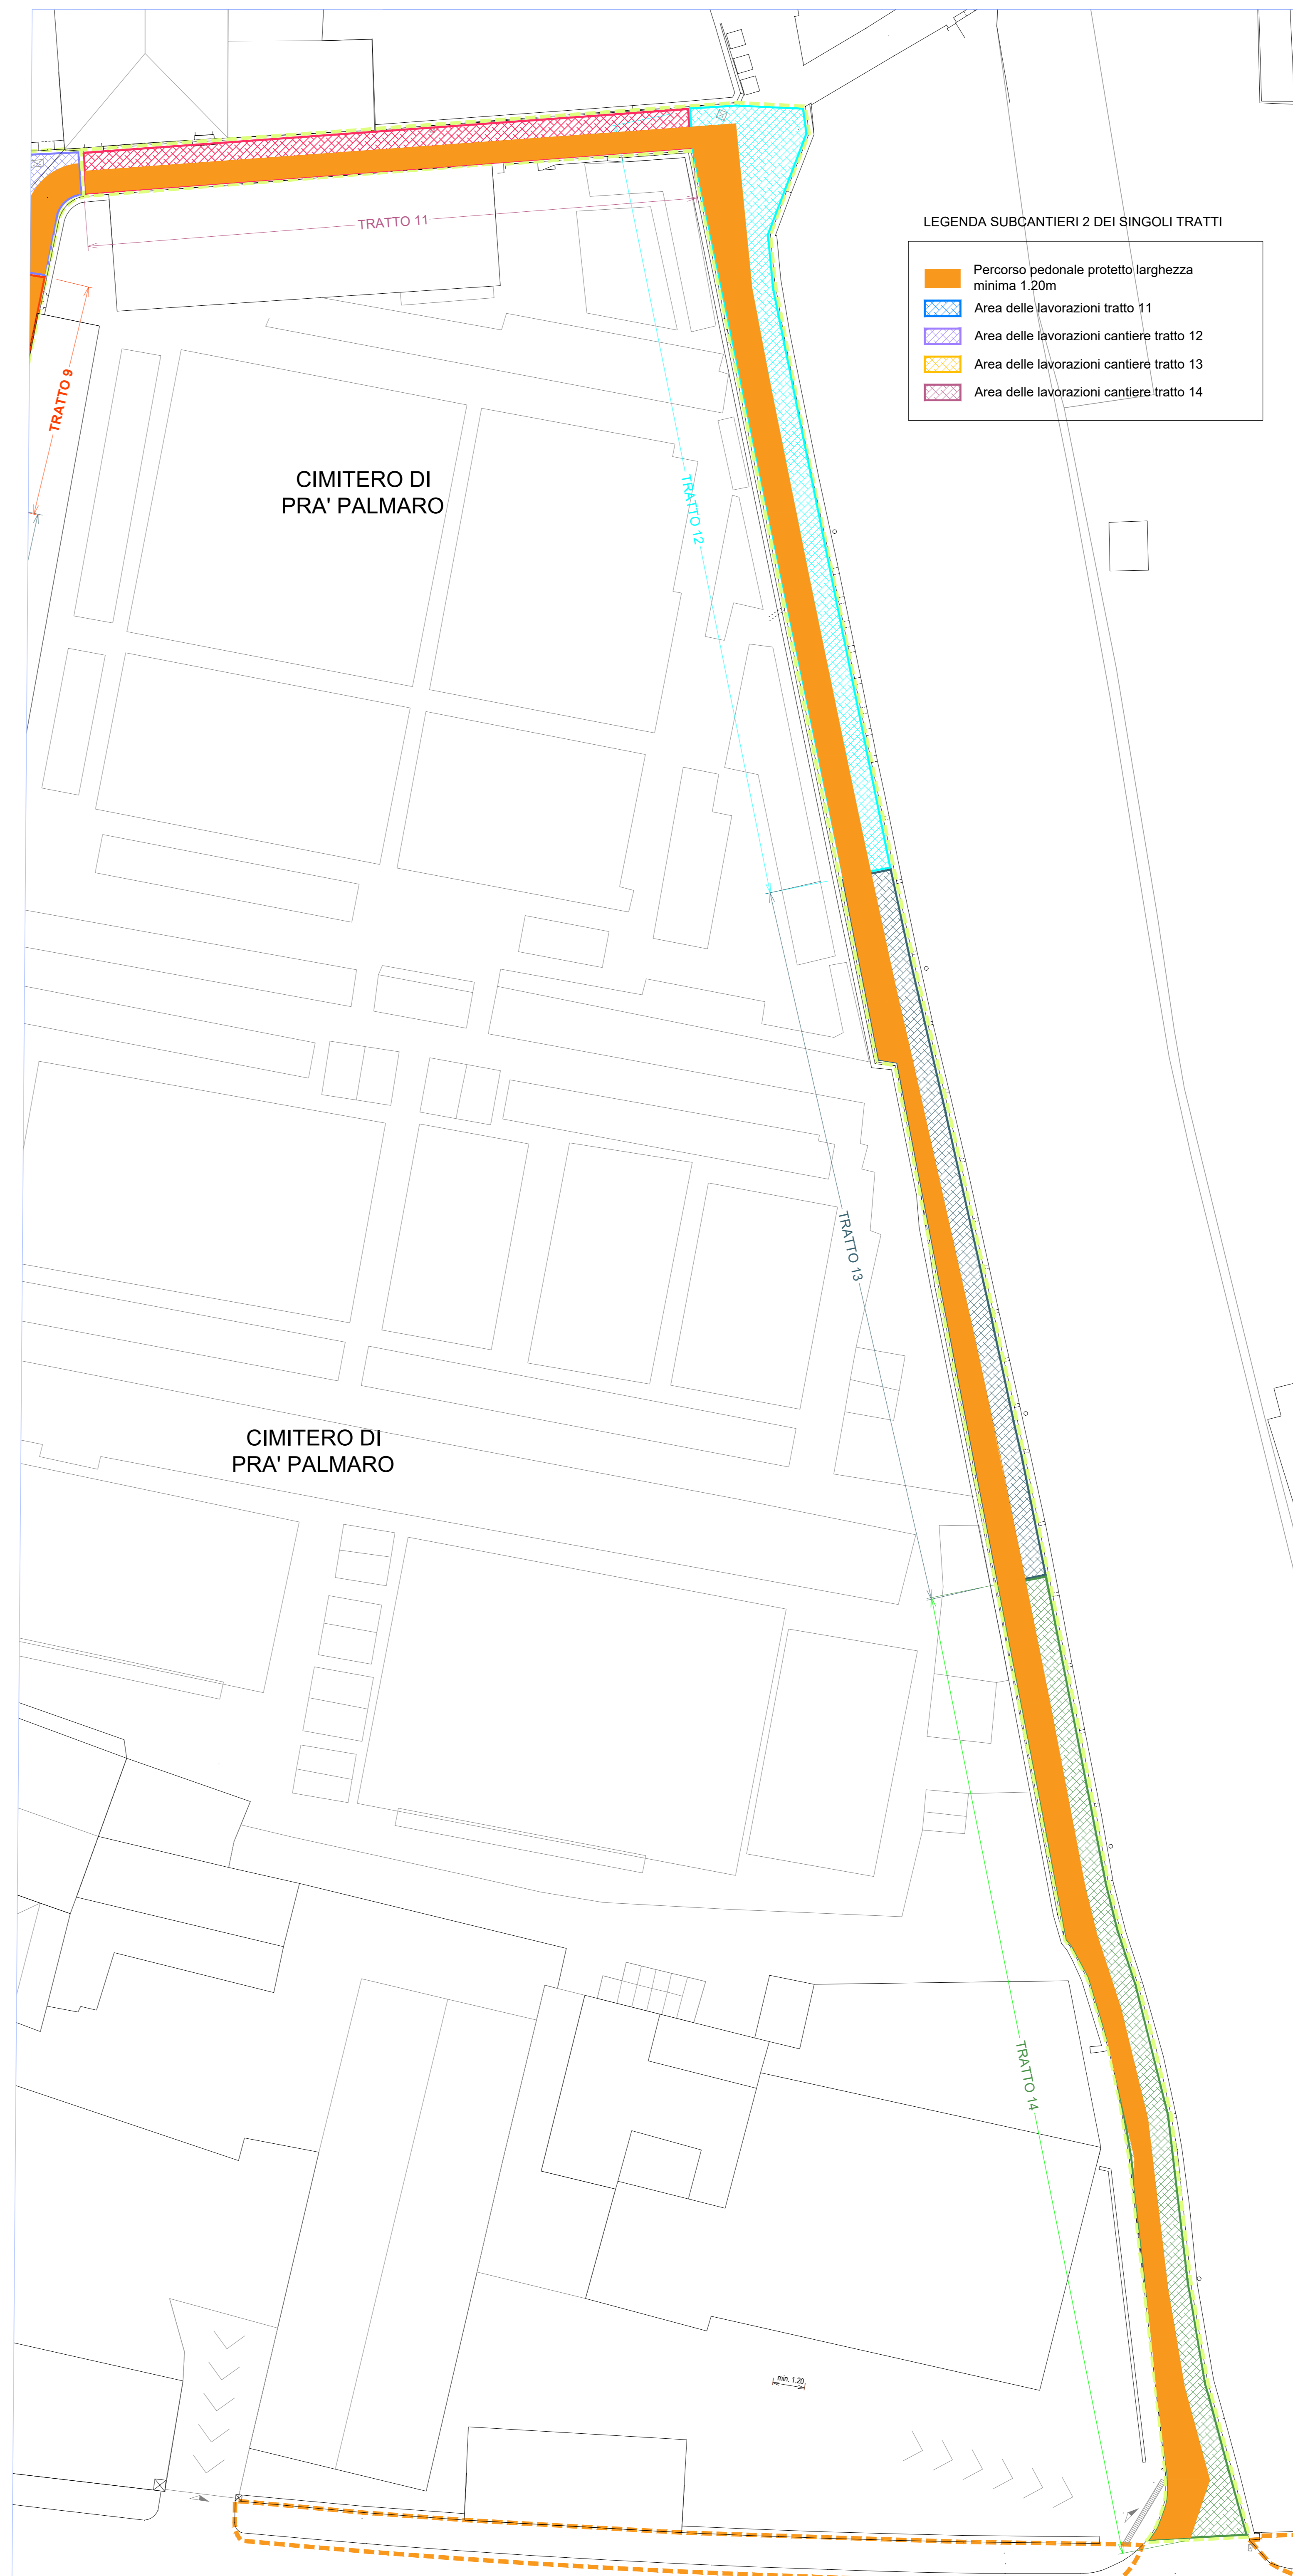 LEGENDA SUBCANTIERI 2 DEI SINGOLI TRATTI
Percorso pedonale protetto larghezza
minima 1.20m
Area delle lavorazioni tratto 11
Area delle lavorazioni cantiere tratto 12
Area delle lavorazioni cantiere tratto 13
Area delle lavorazioni cantiere tratto 14
TRATTO 11
TRATTO 9
CIMITERO DI
PRA' PALMARO
TRATTO 12
TRATTO 13
CIMITERO DI
PRA' PALMARO
TRATTO 14
min. 1.20